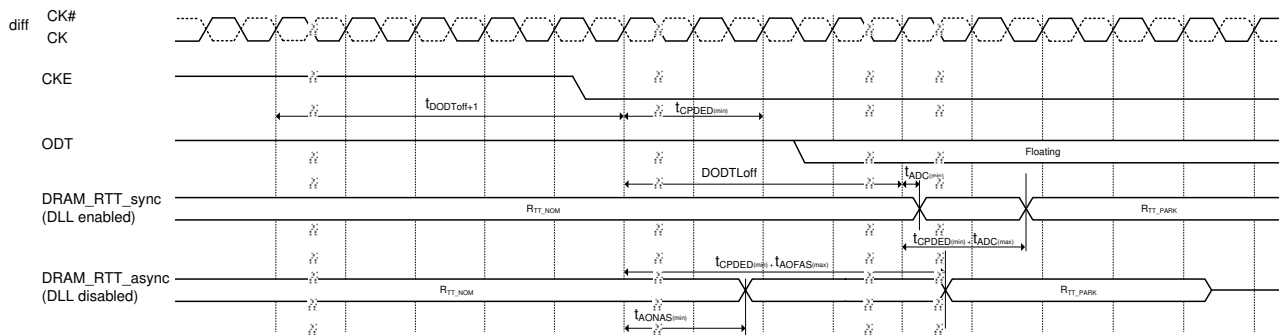 CK#
diff
CK
CKE
tDODToff+1
tCPDED(min)
ODT
Floating
DODTLoff
tADC(min)
DRAM_RTT_sync
(DLL enabled)
RTT_NOM
RTT_PARK
tCPDED(min) + tADC(max)
tCPDED(min) + tAOFAS(max)
DRAM_RTT_async
(DLL disabled)
RTT_NOM
RTT_PARK
tAONAS(min)